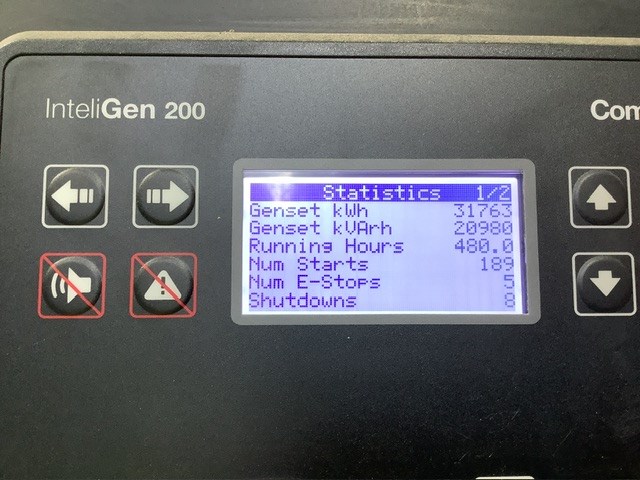 InteliGen 200
Com
Statistics 1/2
Genset kWh 31763
Genset kVArh 20980
Running Hours 480.0
Num Starts 189
Num E-Stops 5
Shutdowns 8